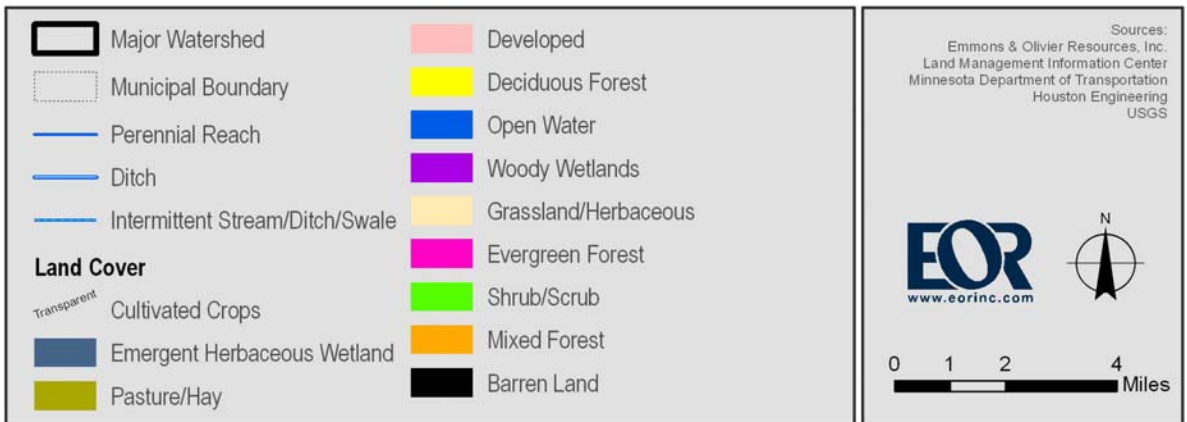 Major Watershed
Municipal Boundary
Perennial Reach
Ditch
Intermittent Stream/Ditch/Swale
Land Cover
Transparent
Cultivated Crops
Emergent Herbaceous Wetland
Pasture/Hay
Developed
Deciduous Forest
Open Water
Woody Wetlands
Grassland/Herbaceous
Evergreen Forest
Shrub/Scrub
Mixed Forest
Barren Land
Sources:
Emmons & Olivier Resources, Inc.
Land Management Information Center
Minnesota Department of Transportation
Houston Engineering
USGS
EOR
www.eorinc.com
N
0 1 2 4
Miles